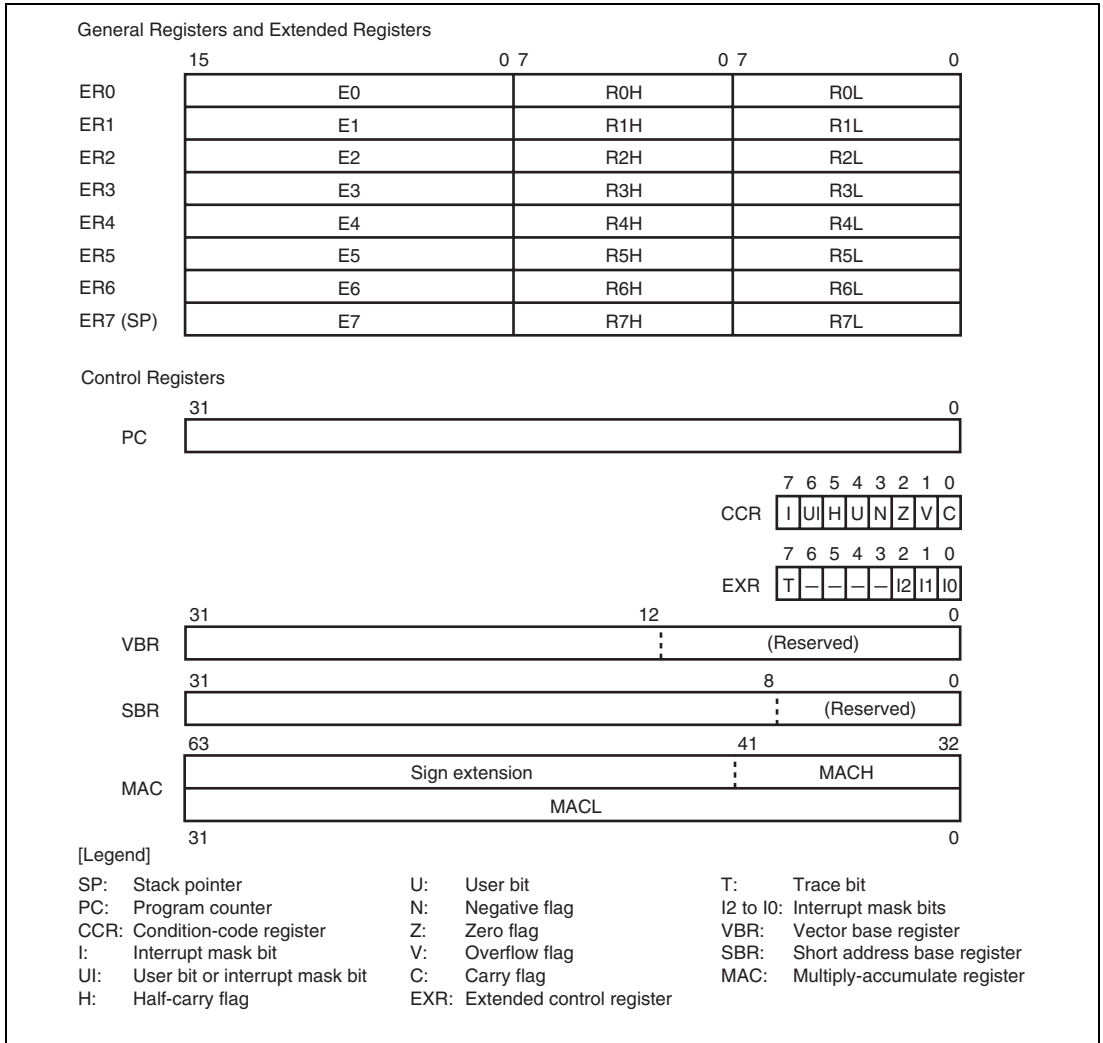 General Registers and Extended Registers
15 0 7 0 7 0
ER0 E0 R0H R0L
ER1 E1 R1H R1L
ER2 E2 R2H R2L
ER3 E3 R3H R3L
ER4 E4 R4H R4L
ER5 E5 R5H R5L
ER6 E6 R6H R6L
ER7 (SP) E7 R7H R7L
Control Registers
31 0
PC
7 6 5 4 3 2 1 0
CCR I UI H U N Z V C
7 6 5 4 3 2 1 0
EXR T — — — — I2 I1 I0
31 12 0
VBR (Reserved)
31 8 0
SBR (Reserved)
63 41 32
MAC Sign extension MACH
MACL
31 0
[Legend]
SP: Stack pointer U: User bit T: Trace bit
PC: Program counter N: Negative flag I2 to I0: Interrupt mask bits
CCR: Condition-code register Z: Zero flag VBR: Vector base register
I: Interrupt mask bit V: Overflow flag SBR: Short address base register
UI: User bit or interrupt mask bit C: Carry flag MAC: Multiply-accumulate register
H: Half-carry flag EXR: Extended control register